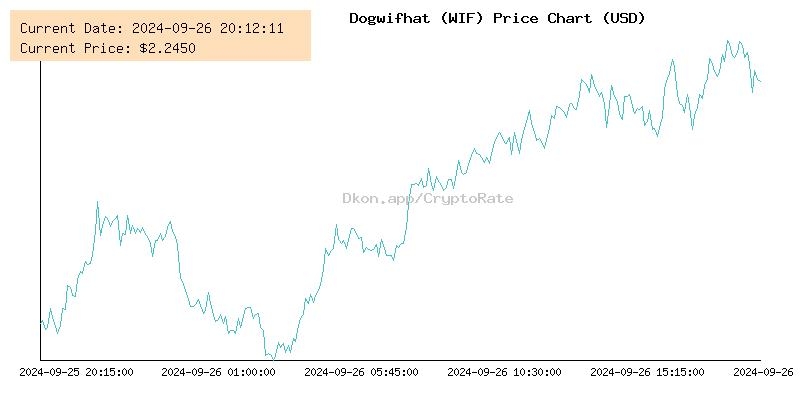 Dogwifhat (WIF) Price Chart (USD)
Current Date: 2024-09-26 20:12:11
Current Price: $2.2450
Dkon.app/CryptoRate
2024-09-25 20:15:00 2024-09-26 01:00:00 2024-09-26 05:45:00 2024-09-26 10:30:00 2024-09-26 15:15:00 2024-09-26